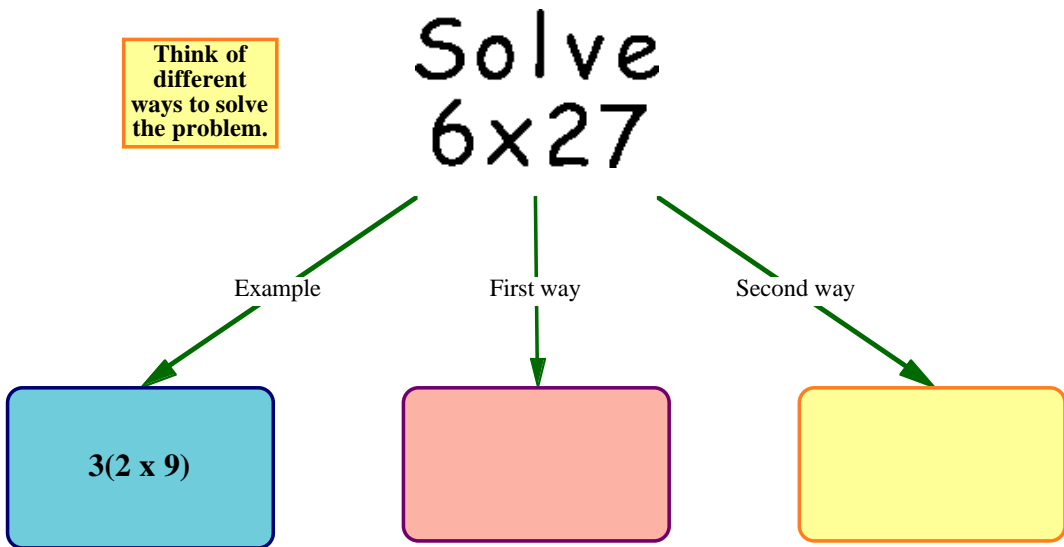 Think of
different
ways to solve
the problem.
Solve
6x27
Example
First way
Second way
3(2 x 9)